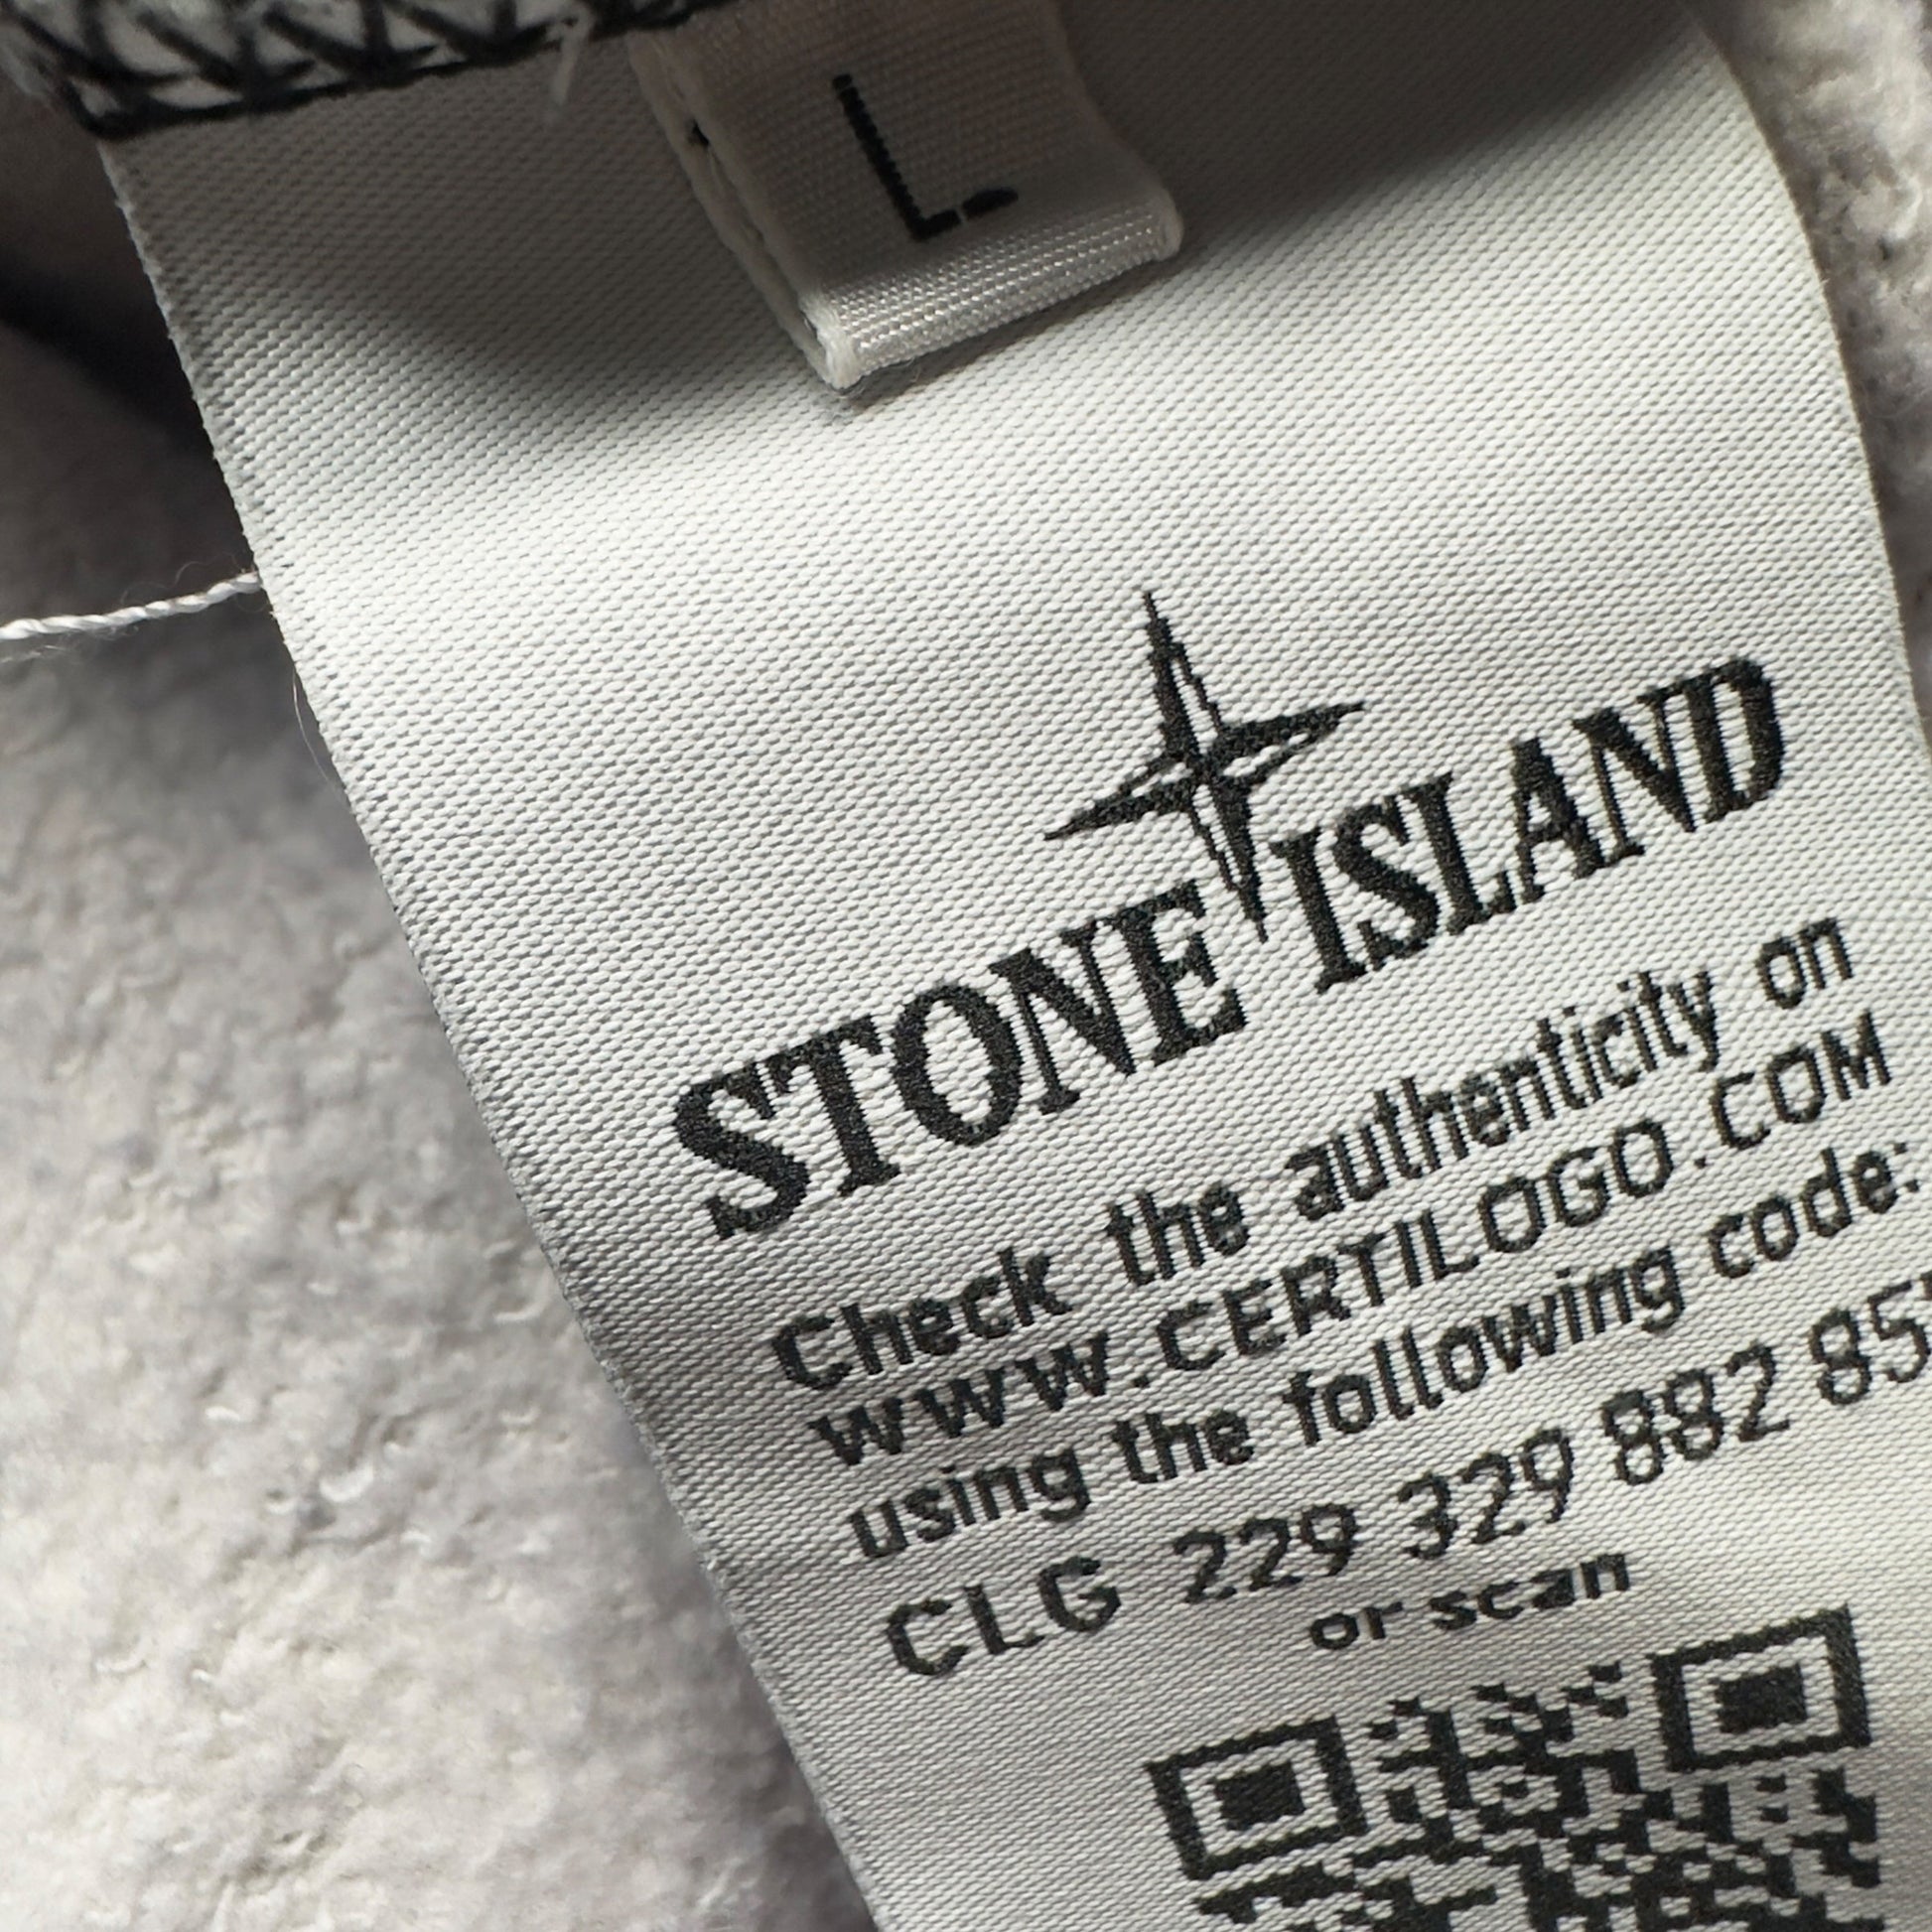 L
STONE ISLAND
Check the authenticity on
WWW.CERTILOGO.COM
using the following code:
CLG 229 329 882 85
or scan